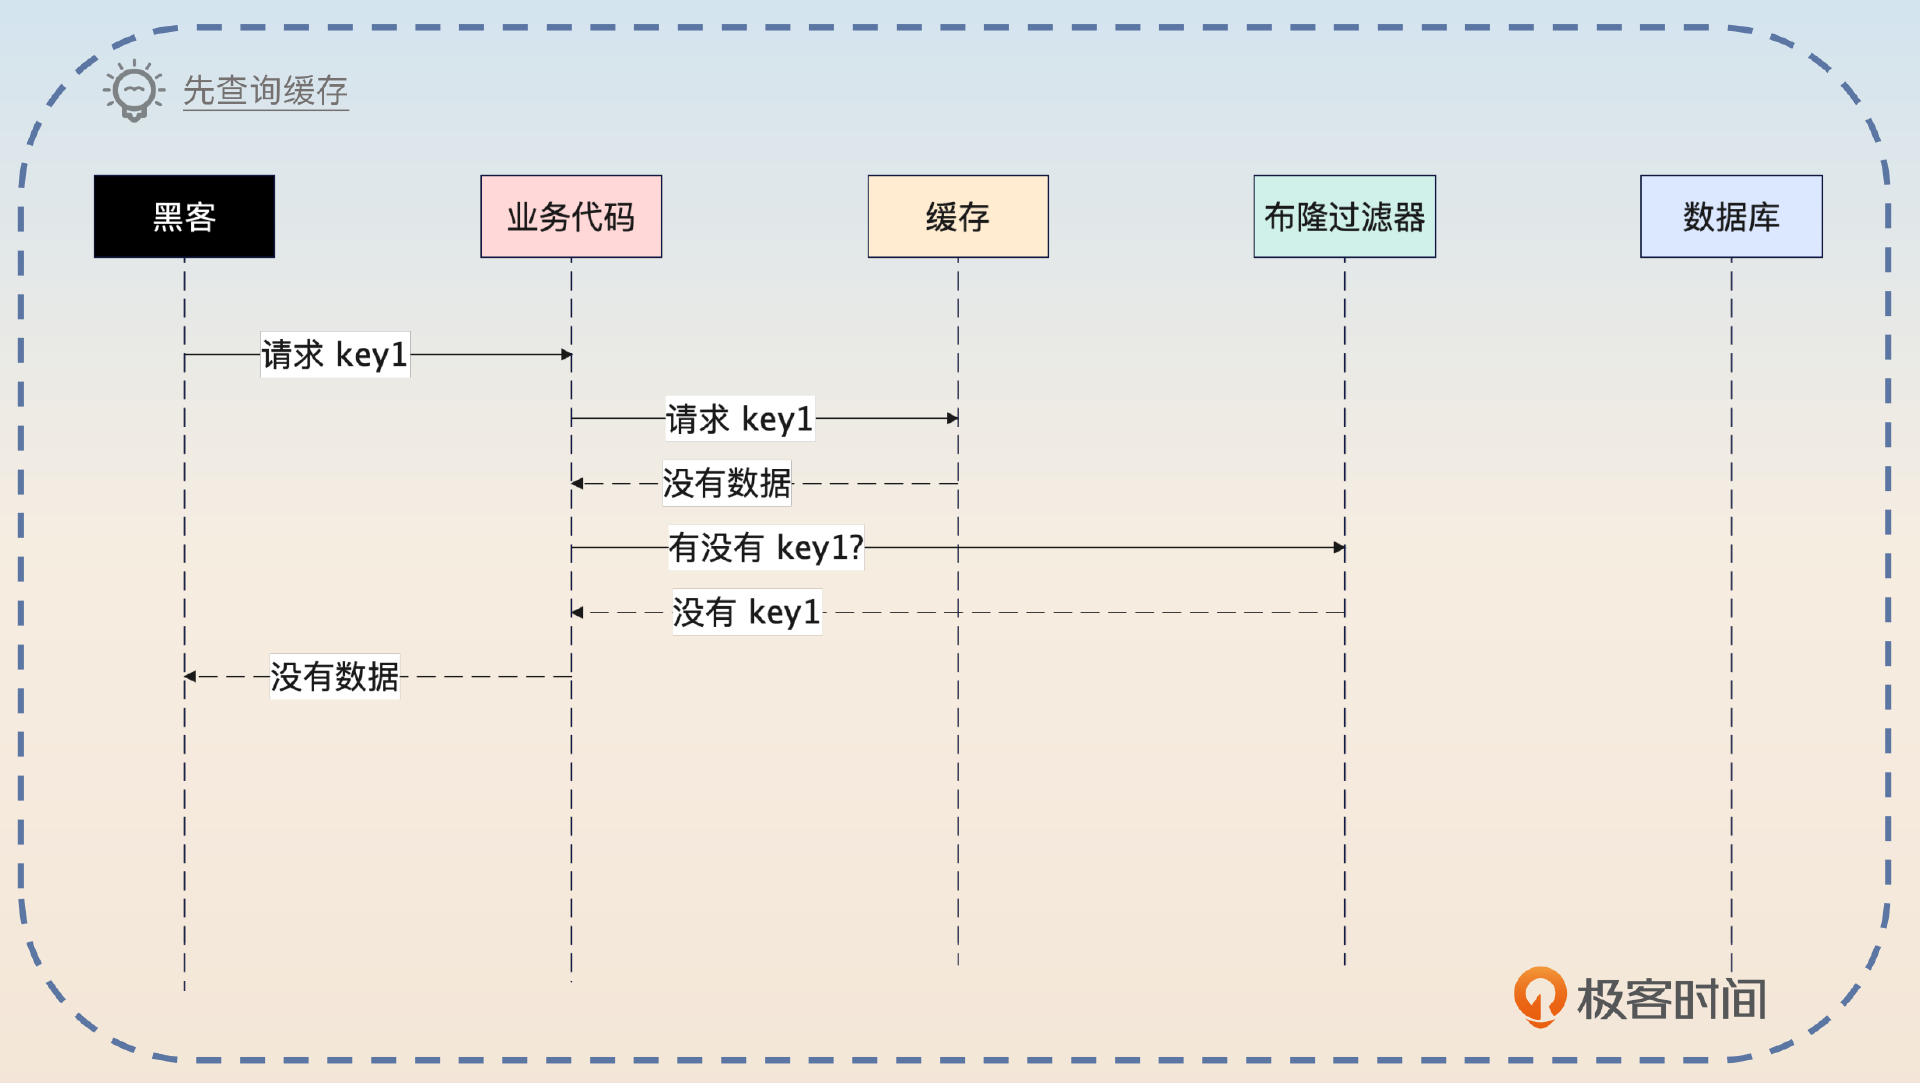 先查询缓存
黑客
业务代码
缓存
布隆过滤器
数据库
请求 key1
请求 key1
没有数据
有没有 key1?
没有 key1
没有数据
极客时间